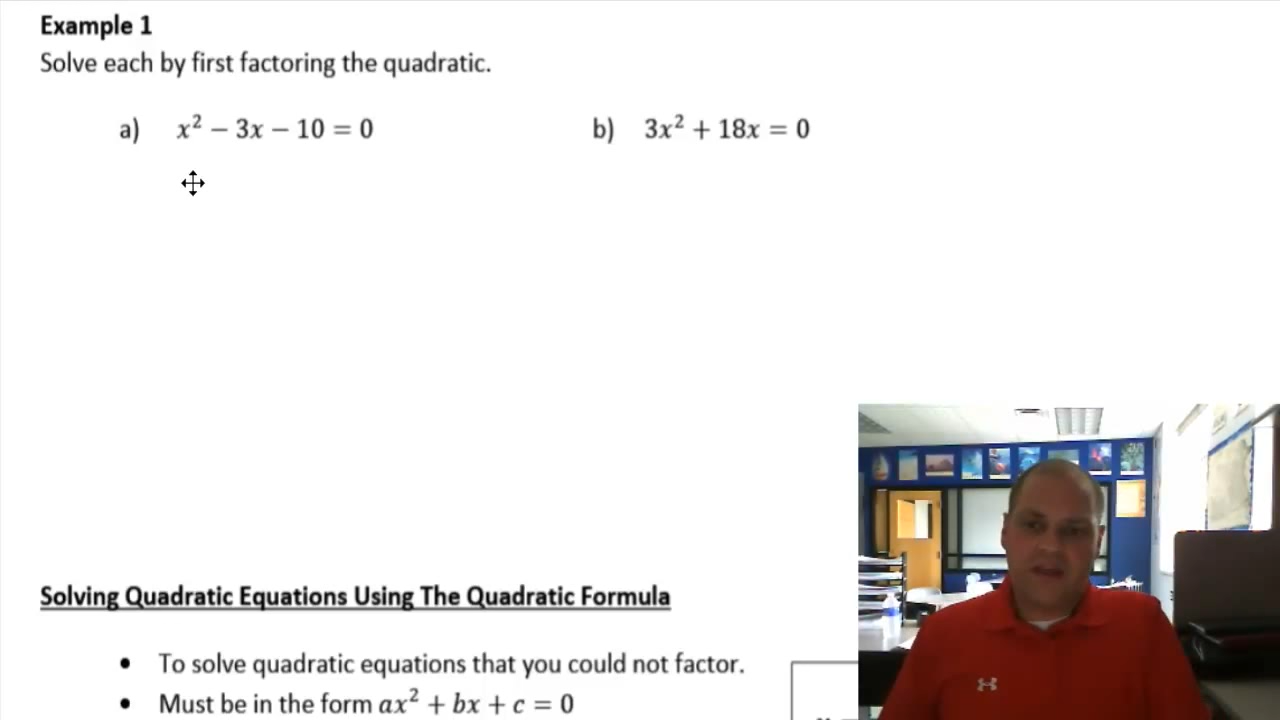 Example 1
Solve each by first factoring the quadratic.
a) x² − 3x − 10 = 0
b) 3x² + 18x = 0
Solving Quadratic Equations Using The Quadratic Formula
• To solve quadratic equations that you could not factor.
• Must be in the form ax² + bx + c = 0